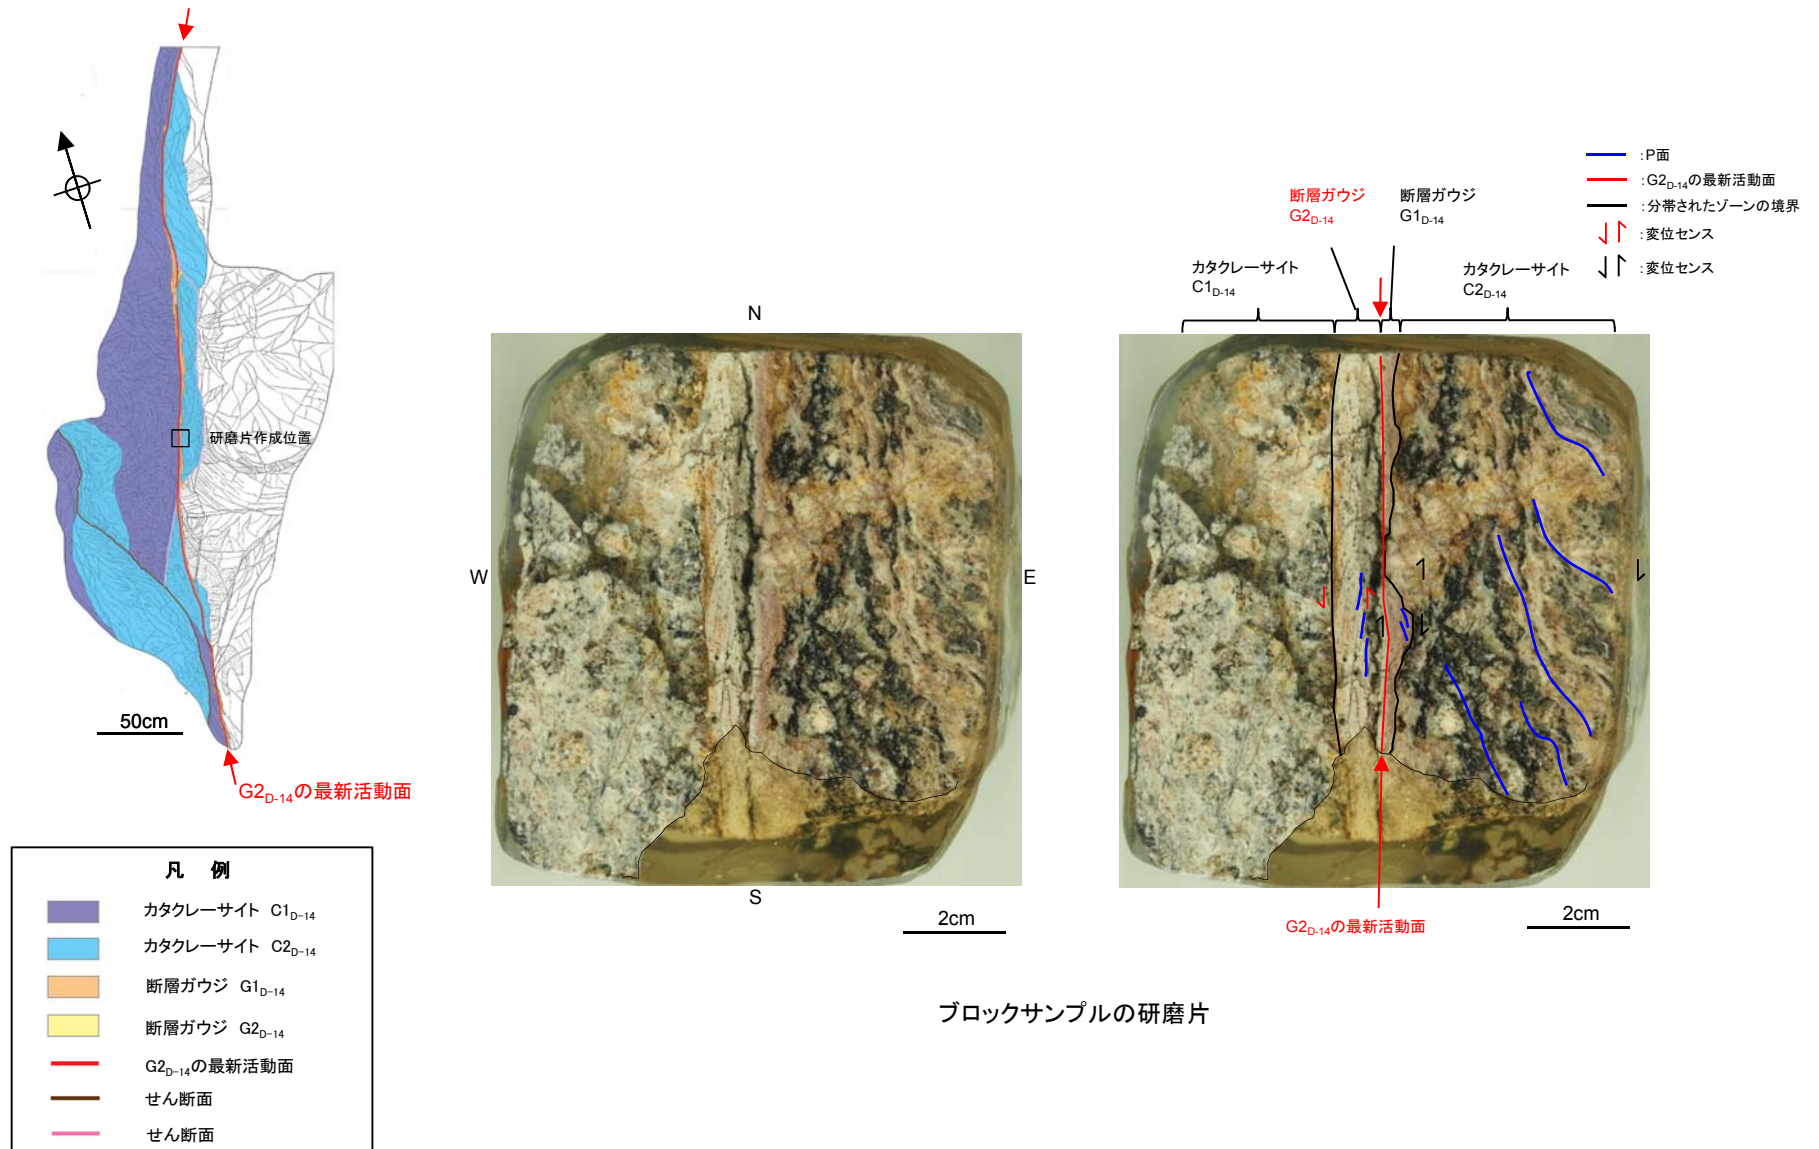 研磨片作成位置
50cm
G2D-14の最新活動面
凡 例
カタクレーサイト C1D-14
カタクレーサイト C2D-14
断層ガウジ G1D-14
断層ガウジ G2D-14
G2D-14の最新活動面
せん断面
せん断面
N
W
E
S
2cm
:P面
:G2D-14の最新活動面
:分帯されたゾーンの境界
:変位センス
:変位センス
断層ガウジ
G2D-14
断層ガウジ
G1D-14
カタクレーサイト
C1D-14
カタクレーサイト
C2D-14
G2D-14の最新活動面
2cm
ブロックサンプルの研磨片